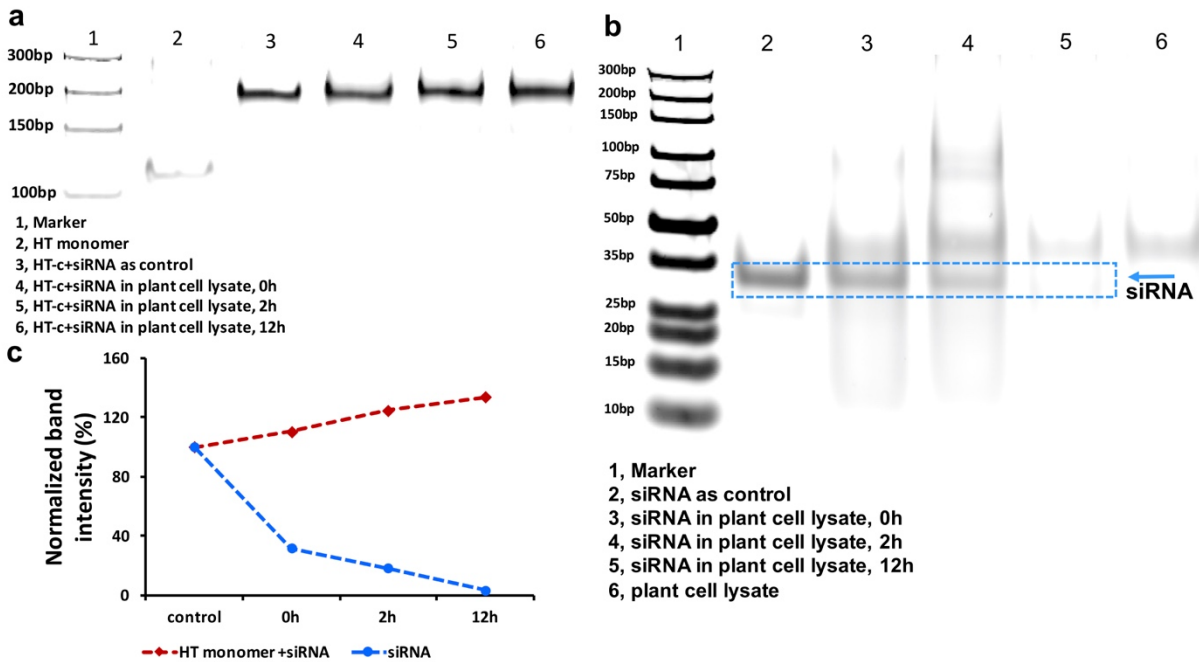 a
1 2 3 4 5 6
300bp
200bp
150bp
100bp
1, Marker
2, HT monomer
3, HT-c+siRNA as control
4, HT-c+siRNA in plant cell lysate, 0h
5, HT-c+siRNA in plant cell lysate, 2h
6, HT-c+siRNA in plant cell lysate, 12h
b
1 2 3 4 5 6
300bp
200bp
150bp
100bp
75bp
50bp
35bp
25bp
20bp
15bp
10bp
siRNA
1, Marker
2, siRNA as control
3, siRNA in plant cell lysate, 0h
4, siRNA in plant cell lysate, 2h
5, siRNA in plant cell lysate, 12h
6, plant cell lysate
c
Normalized band
intensity (%)
160
120
80
40
0
control 0h 2h 12h
HT monomer +siRNA siRNA